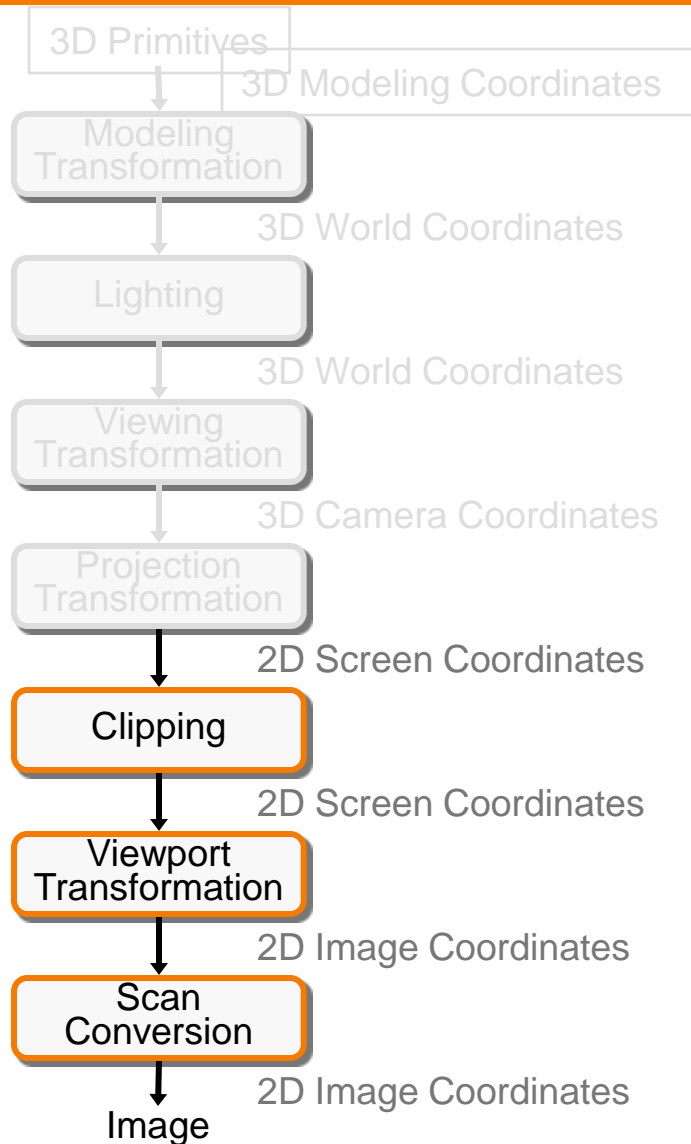 3D Primitives
3D Modeling Coordinates
Modeling
Transformation
3D World Coordinates
Lighting
3D World Coordinates
Viewing
Transformation
3D Camera Coordinates
Projection
Transformation
2D Screen Coordinates
Clipping
2D Screen Coordinates
Viewport
Transformation
2D Image Coordinates
Scan
Conversion
2D Image Coordinates
Image